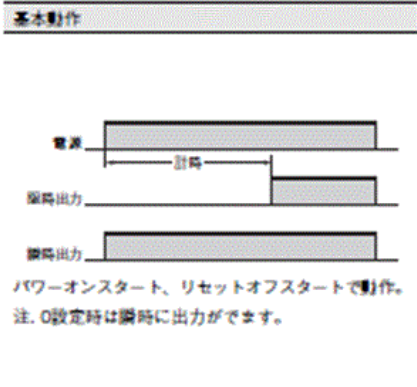 基本動作
電源
計時
限時出力
瞬時出力
パワーオンスタート、リセットオフスタートで動作。
注. 0設定時は瞬時に出力がでます。